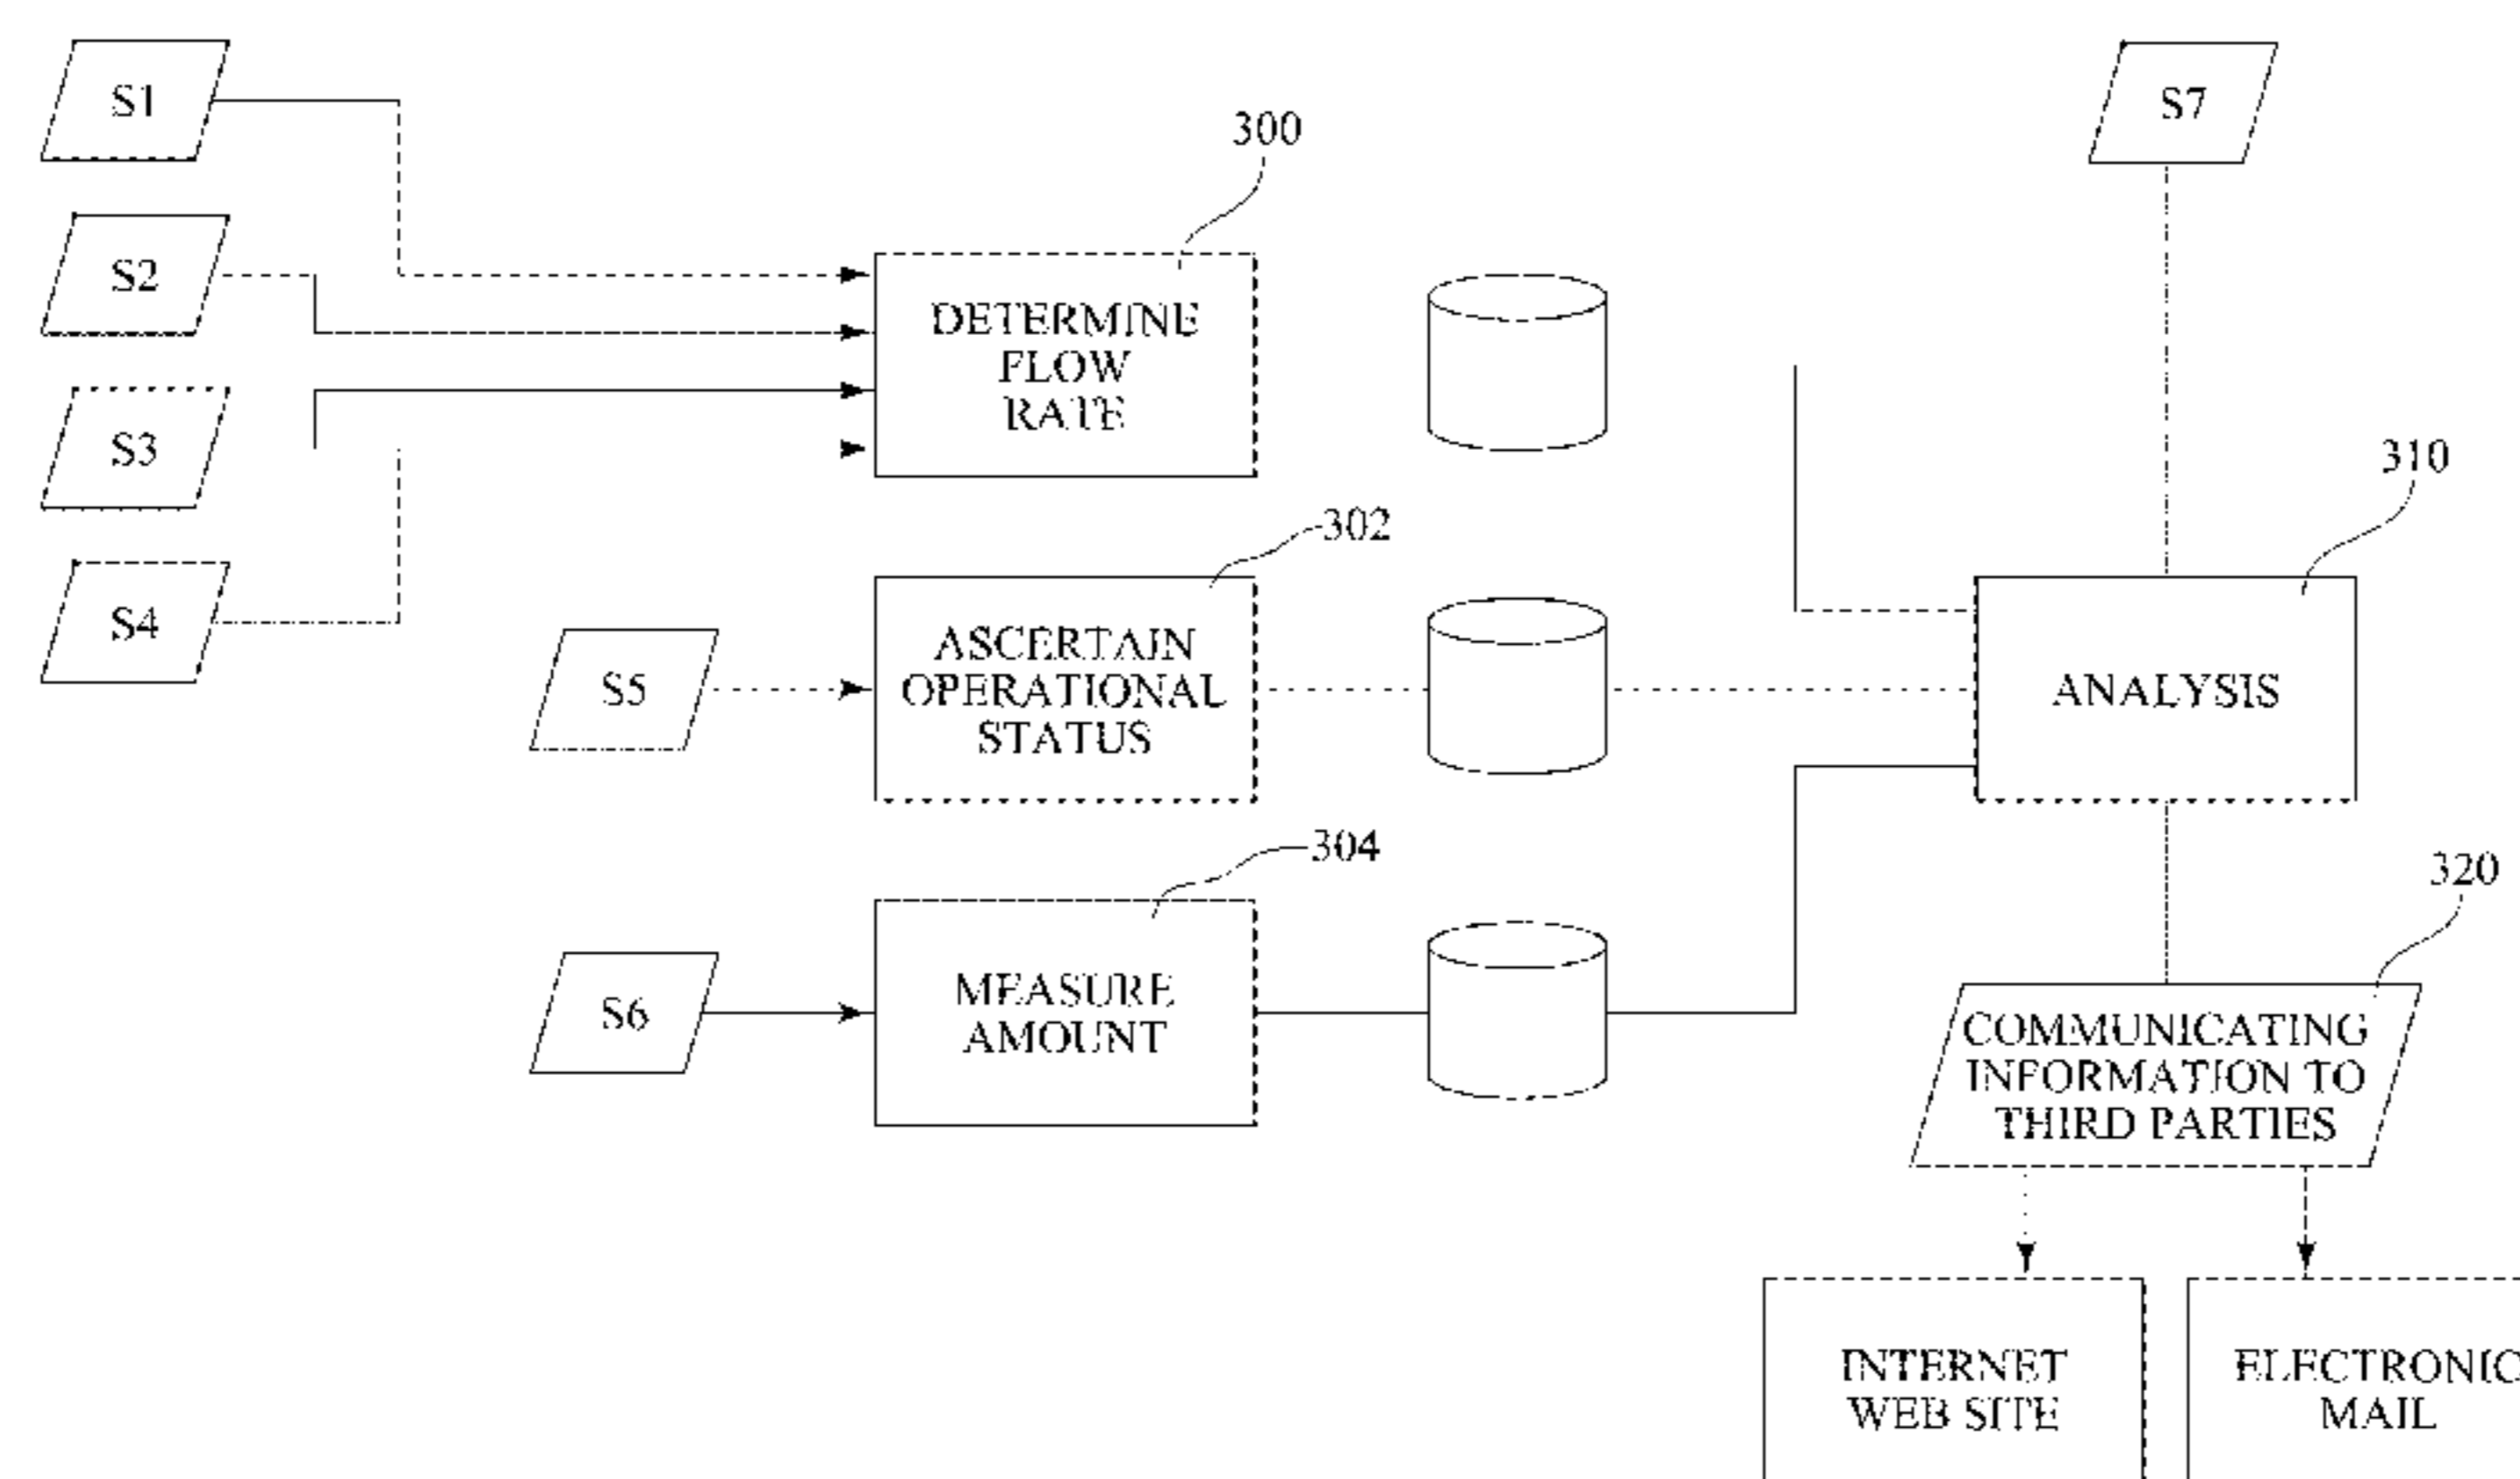 S1
S7
300
S2
DETERMINE
FLOW
RATE
S3
310
302
S4
ASCERTAIN
OPERATIONAL
STATUS
S5
ANALYSIS
304
320
MEASURE
AMOUNT
S6
COMMUNICATING
INFORMATION TO
THIRD PARTIES
INTERNET
WEB SITE
ELECTRONIC
MAIL